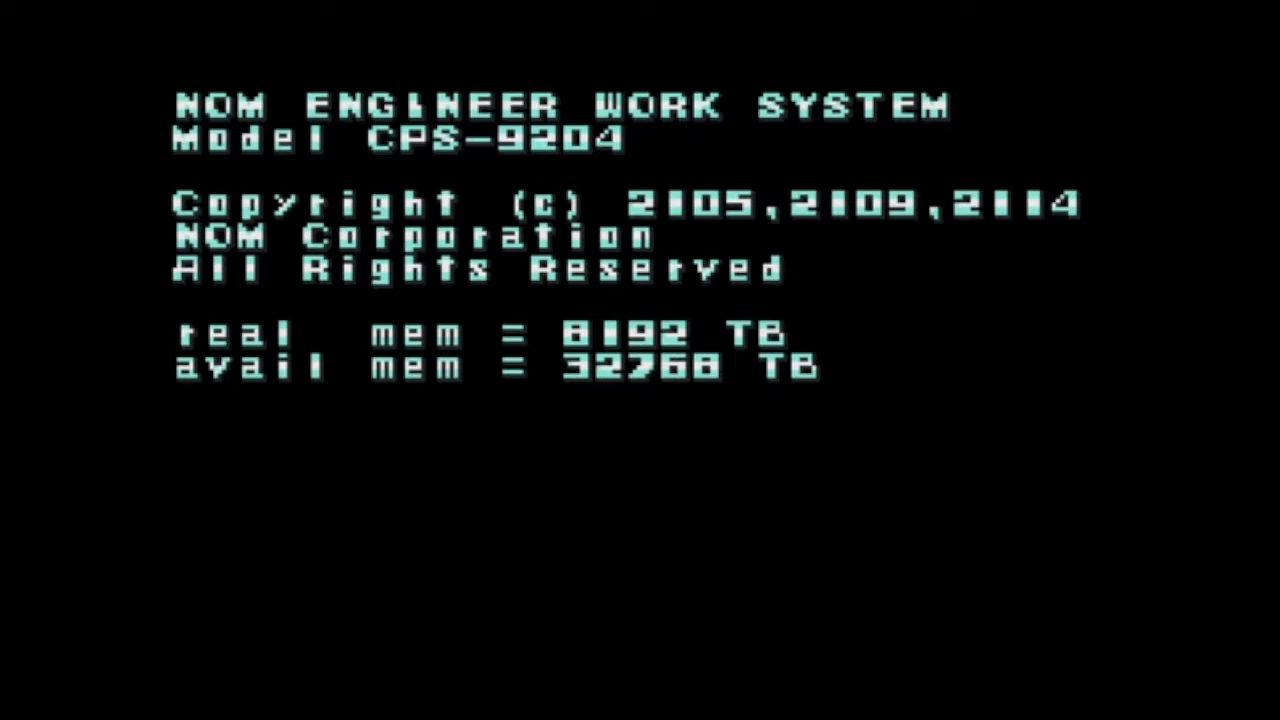 NOM ENGINEER WORK SYSTEM
Model CPS-9204
Copyright (c) 2105,2109,2114
NOM Corporation
All Rights Reserved
real mem = 8192 TB
avail mem = 32768 TB